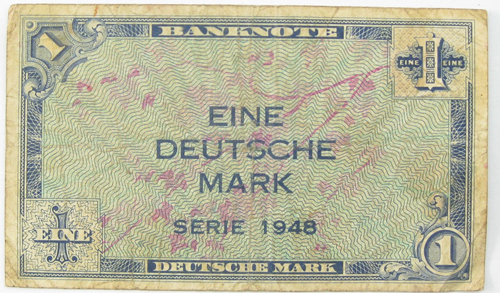 1 BANKNOTE
EINE 1 EINE
EINE
DEUTSCHE
MARK
SERIE 1948
EINE
1
DEUTSCHE MARK
1